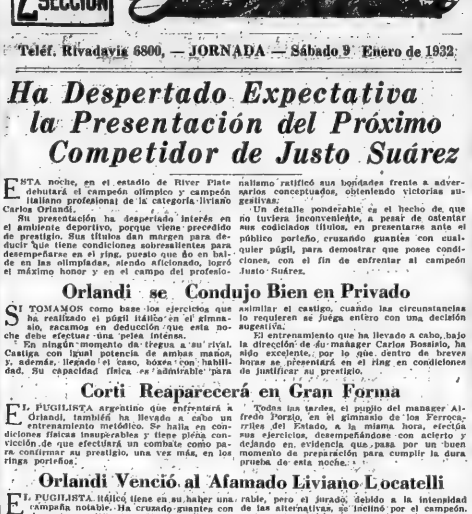 2ª SECCION
Teléf. Rivadavia 6800, — JORNADA — Sábado 9 Enero de 1932
Ha Despertado Expectativa
la Presentación del Próximo
Competidor de Justo Suárez
ESTA noche, en el estadio de River Plate
debutará el campeón olímpico y campeón
italiano profesional de la categoría liviano
Carlos Orlandi.
Su presentación ha despertado interés en
el ambiente deportivo, porque viene precedido
de prestigio. Sus títulos dan margen para de-
ducir que tiene condiciones sobresalientes para
desempeñarse en el ring, puesto que no en bal-
de en las olimpíadas, siendo aficionado, logró
el máximo honor y en el campo del profesio-
nalismo ratificó sus bondades frente a adver-
sarios conceptuados, obteniendo victorias su-
gestivas.
Un detalle ponderable es el hecho de que
no tuviera inconveniente, a pesar de ostentar
sus codiciados títulos, en presentarse ante el
público porteño, cruzando guantes con cual-
quier púgil, para demostrar que posee condi-
ciones, con el fin de enfrentar al campeón
Justo Suárez.
Orlandi se Condujo Bien en Privado
SI TOMAMOS como base los ejercicios que
ha realizado el púgil itálico en el gimna-
sio, sacamos en deducción que esta no-
che debe efectuar una pelea intensa.
En ningún momento da tregua a su rival.
Castiga con igual potencia de ambas manos,
y, además, llegado el caso, boxea con habili-
dad. Su capacidad física es admirable para
asimilar el castigo, cuando las circunstancias
lo requieren se juega entero con una decisión
sugestiva.
El entrenamiento que ha llevado a cabo, bajo
la dirección de su manager Carlos Bossisio, ha
sido excelente, por lo que dentro de breves
horas se presentará en el ring en condiciones
de justificar su prestigio.
Corti Reaparecerá en Gran Forma
EL PUGILISTA argentino que enfrentará a
Orlandi, también ha llevado a cabo un
entrenamiento metódico. Se halla en con-
diciones físicas insuperables y tiene plena con-
vicción de que efectuará un combate como pa-
ra confirmar su prestigio, una vez más, en los
rings porteños.
Todas las tardes, el pupilo del manager Al-
fredo Porzio, en el gimnasio de los Ferroca-
rriles del Estado, a la misma hora, efectúa
sus ejercicios, desempeñándose con acierto y
dejando en evidencia que pasa por un buen
momento de preparación para cumplir la dura
prueba de esta noche.
Orlandi Venció al Afamado Liviano Locatelli
EL PUGILISTA itálico tiene en su haber una
campaña notable. Ha cruzado guantes con
rable, pero el jurado, debido a la intensidad
de las alternativas, se inclinó por el campeón.